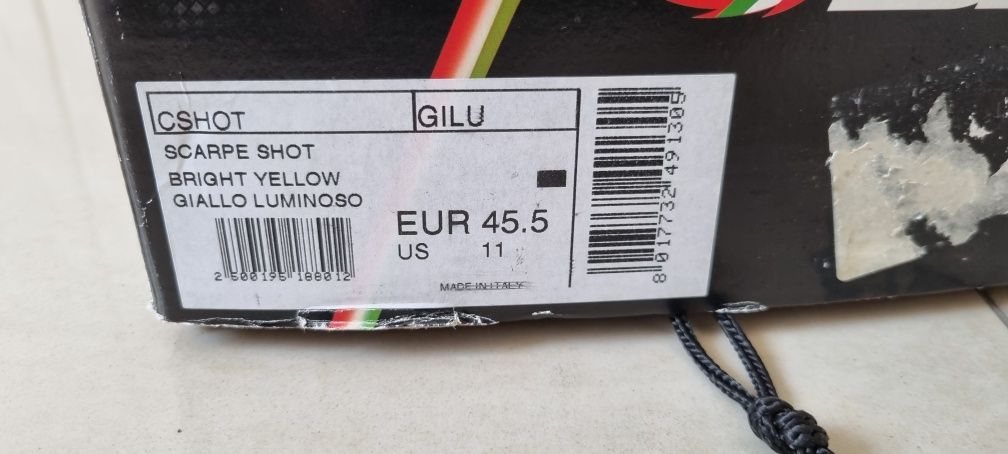 CSHOT GILU
SCARPE SHOT
BRIGHT YELLOW
GIALLO LUMINOSO
EUR 45.5
US 11
2 500195 188012
MADE IN ITALY
8 017732 491305